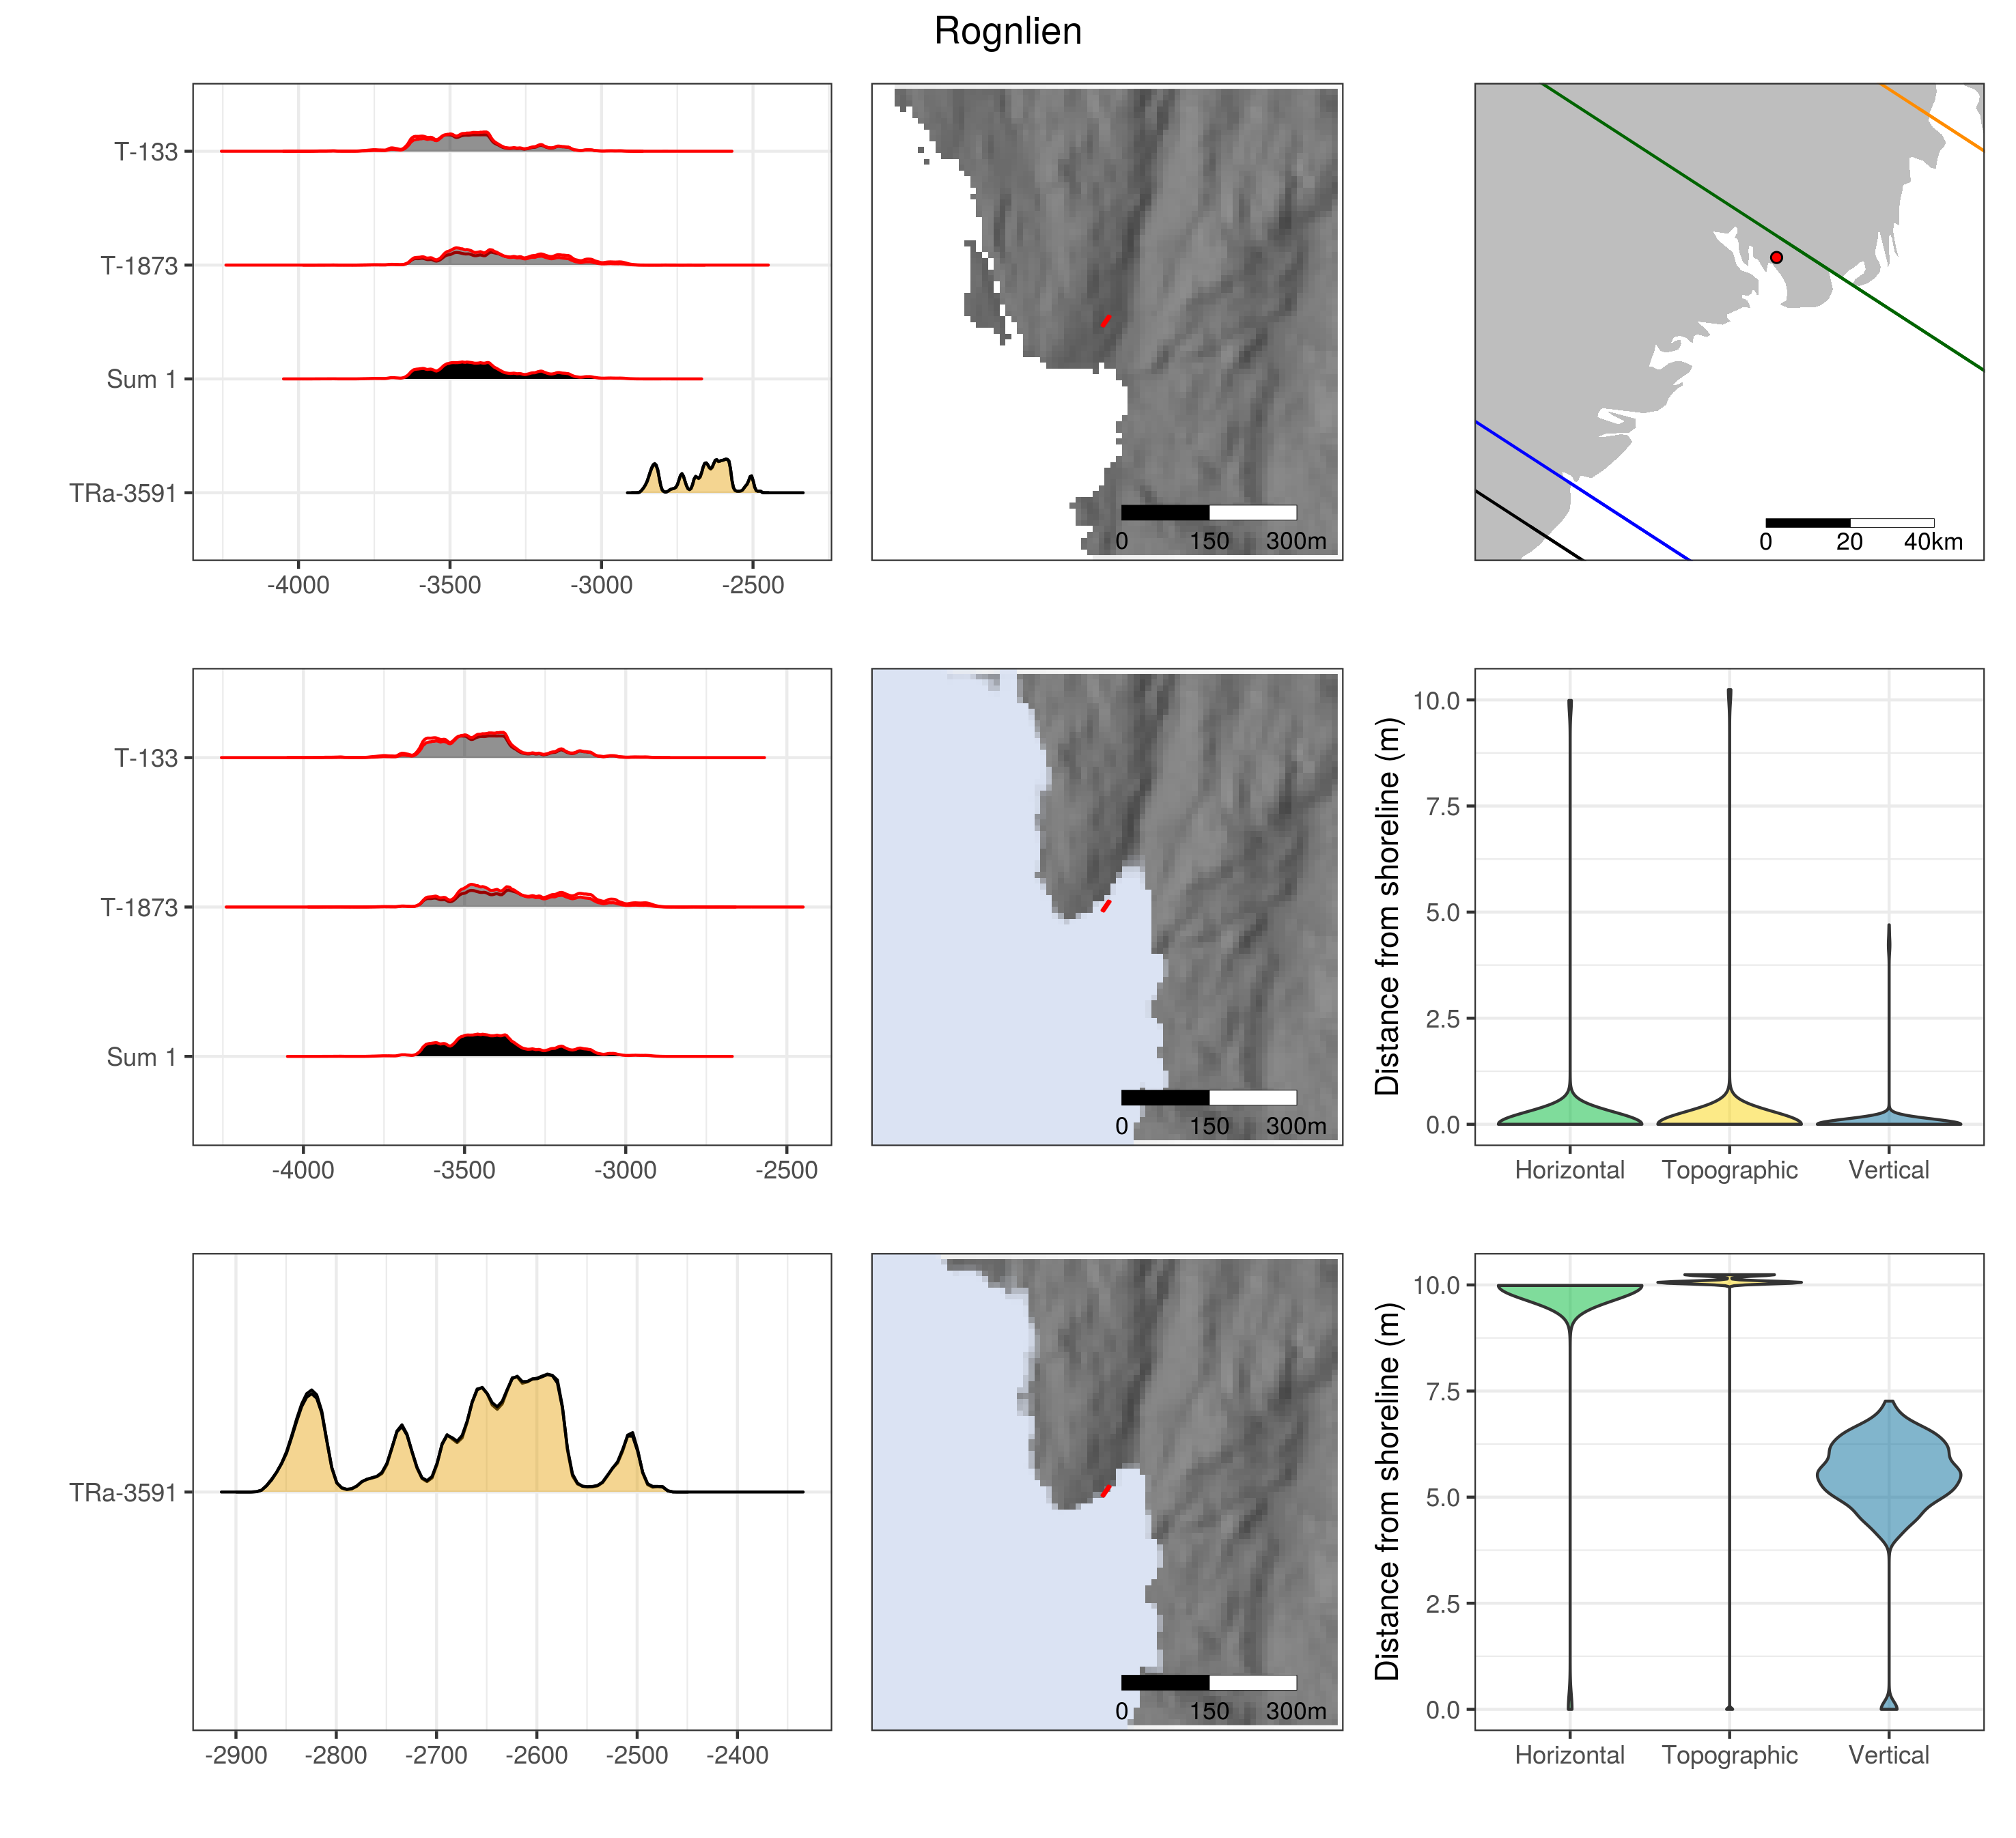 Rognlien
T-133
T-1873
Sum 1
TRa-3591
-4000 -3500 -3000 -2500
0 150 300m
0 20 40km
T-133
T-1873
Sum 1
-4000 -3500 -3000 -2500
0 150 300m
Distance from shoreline (m)
10.0
7.5
5.0
2.5
0.0
Horizontal Topographic Vertical
TRa-3591
-2900 -2800 -2700 -2600 -2500 -2400
0 150 300m
Distance from shoreline (m)
10.0
7.5
5.0
2.5
0.0
Horizontal Topographic Vertical